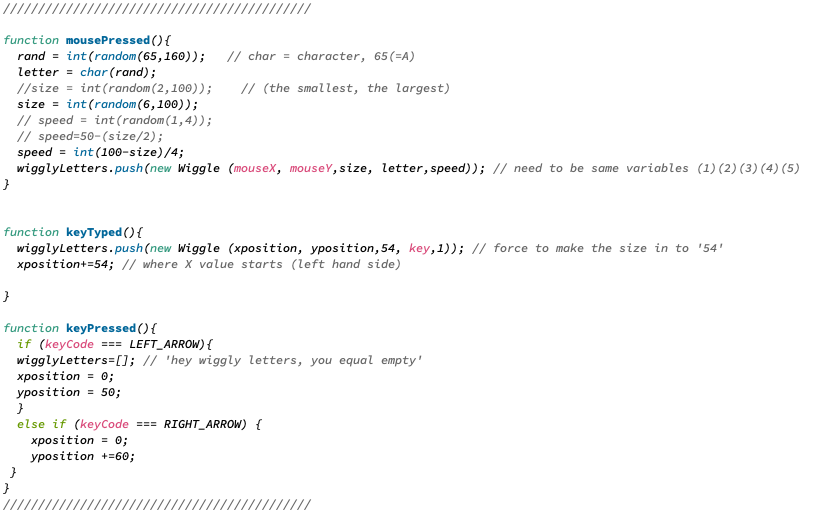 ////////////////////////////////////////////
function mousePressed(){
  rand = int(random(65,160));   // char = character, 65(=A)
  letter = char(rand);
  //size = int(random(2,100));    // (the smallest, the largest)
  size = int(random(6,100));
  // speed = int(random(1,4));
  // speed=50-(size/2);
  speed = int(100-size)/4;
  wigglyLetters.push(new Wiggle (mouseX, mouseY,size, letter,speed)); // need to be same variables (1)(2)(3)(4)(5)
}
function keyTyped(){
  wigglyLetters.push(new Wiggle (xposition, yposition,54, key,1)); // force to make the size in to '54'
  xposition+=54; // where X value starts (left hand side)
}
function keyPressed(){
  if (keyCode === LEFT_ARROW){
  wigglyLetters=[]; // 'hey wiggly letters, you equal empty'
  xposition = 0;
  yposition = 50;
  }
  else if (keyCode === RIGHT_ARROW) {
    xposition = 0;
    yposition +=60;
 }
}
////////////////////////////////////////////